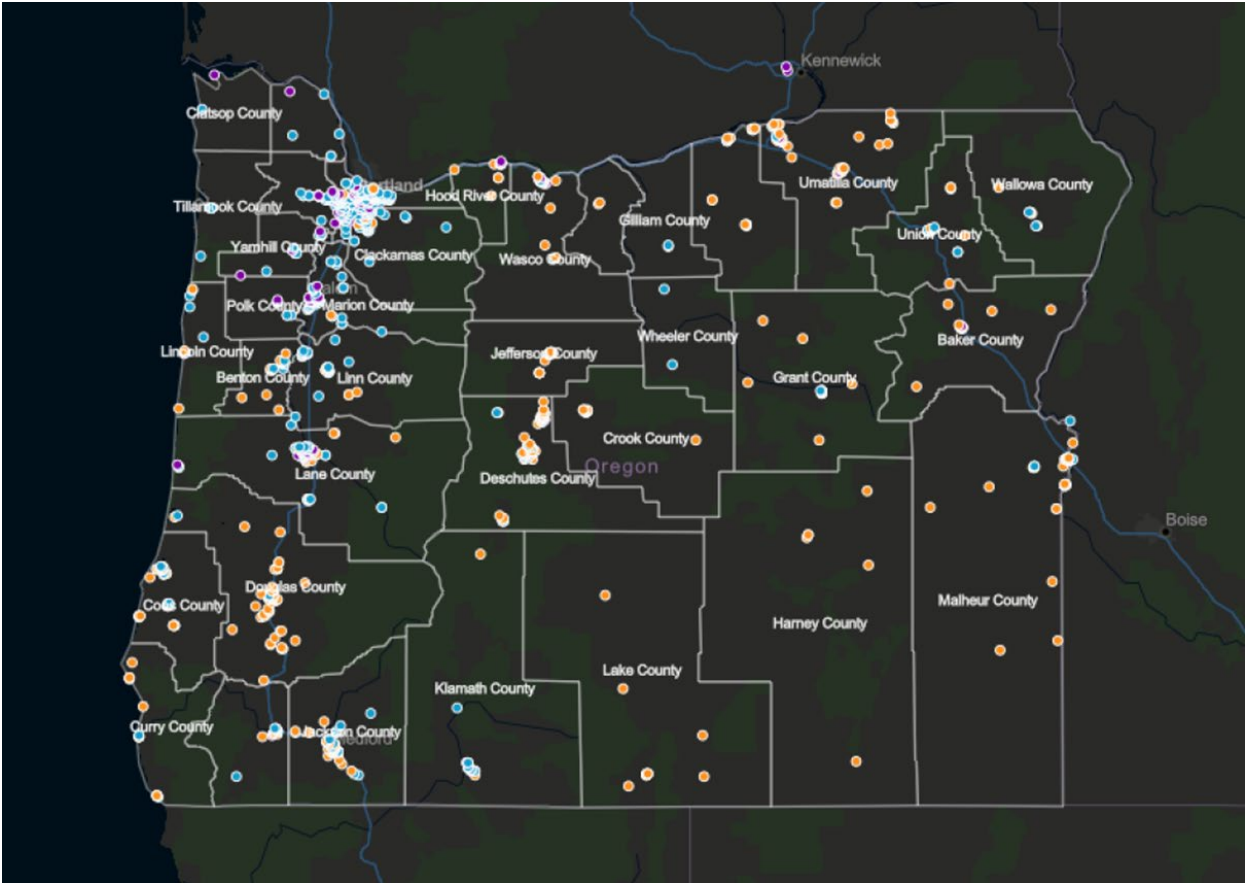 Kennewick
Clatsop County
Portland
Hood River County
Tillamook County
Umatilla County
Wallowa County
Gilliam County
Union County
Yamhill County
Clackamas County
Wasco County
Polk County
Salem
Marion County
Wheeler County
Baker County
Lincoln County
Jefferson County
Benton County
Linn County
Grant County
Crook County
Oregon
Lane County
Deschutes County
Boise
Douglas County
Coos County
Malheur County
Harney County
Lake County
Klamath County
Curry County
Jackson County
Medford